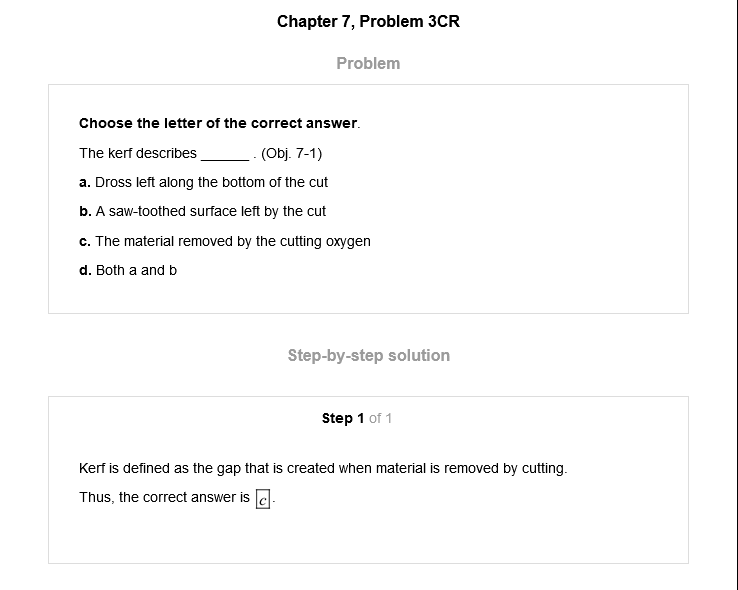 Chapter 7, Problem 3CR
Problem
Choose the letter of the correct answer.
The kerf describes ______ . (Obj. 7-1)
a. Dross left along the bottom of the cut
b. A saw-toothed surface left by the cut
c. The material removed by the cutting oxygen
d. Both a and b
Step-by-step solution
Step 1 of 1
Kerf is defined as the gap that is created when material is removed by cutting.
Thus, the correct answer is c.